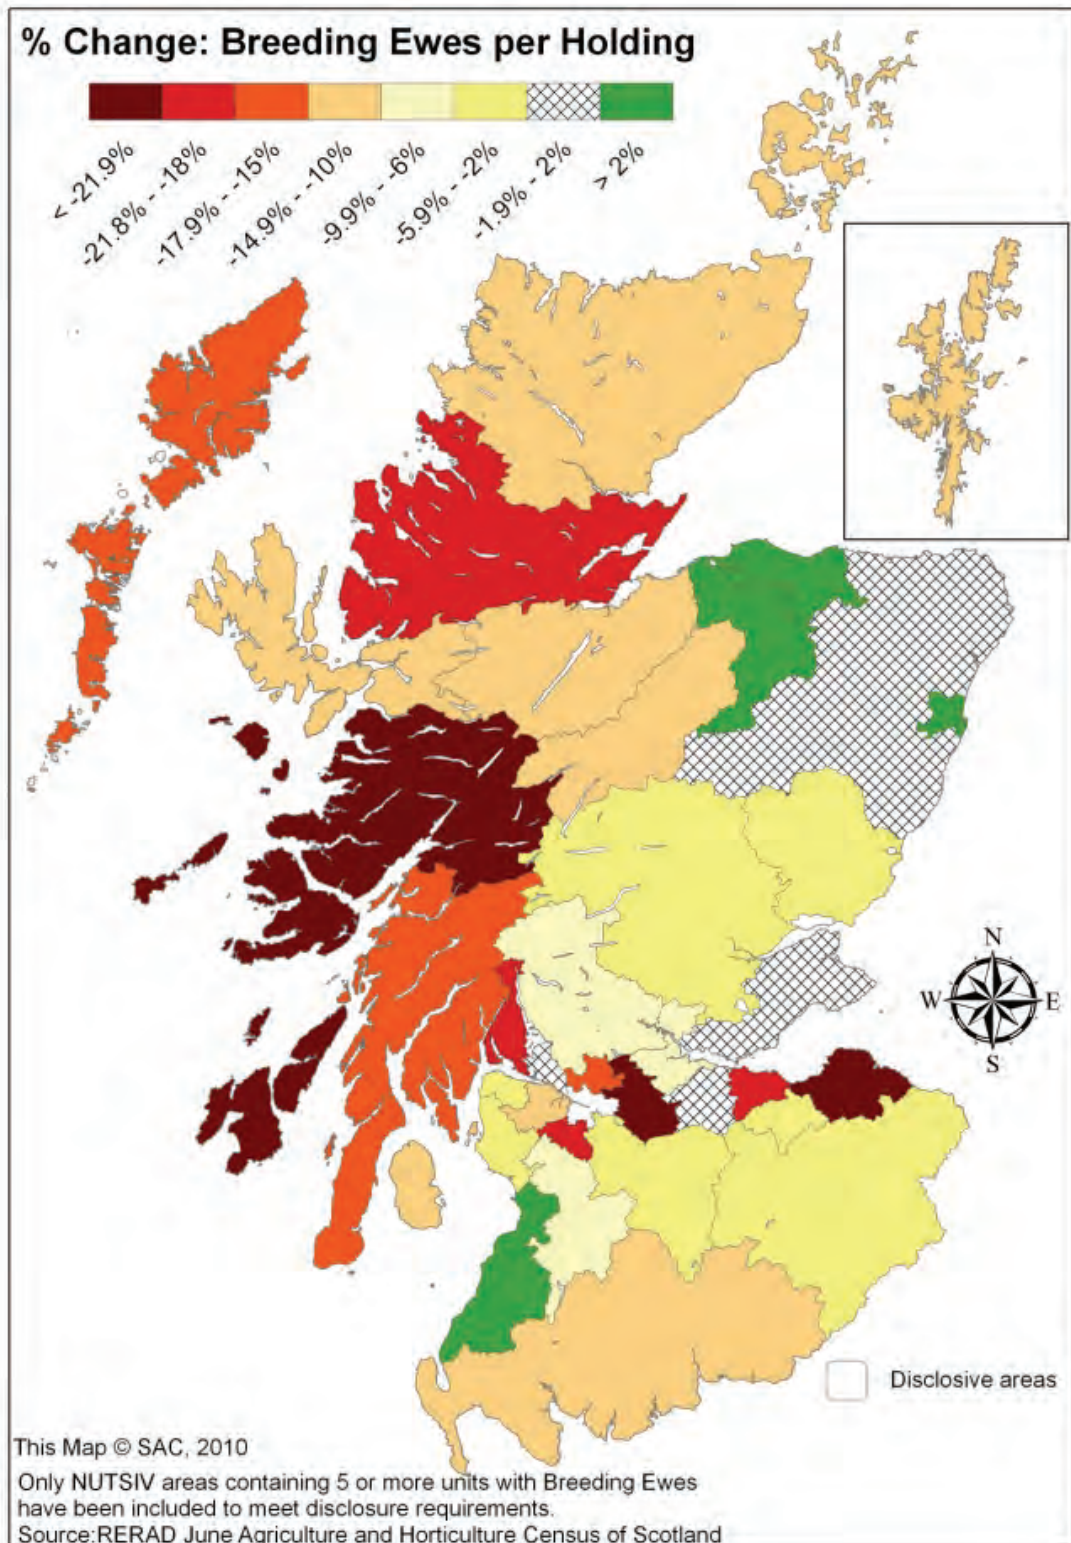 % Change: Breeding Ewes per Holding
< -21.9%
-21.8% - -18%
-17.9% - -15%
-14.9% - -10%
-9.9% - -6%
-5.9% - -2%
-1.9% - 2%
> 2%
N
W E
S
Disclosive areas
This Map © SAC, 2010
Only NUTSIV areas containing 5 or more units with Breeding Ewes
have been included to meet disclosure requirements.
Source:RERAD June Agriculture and Horticulture Census of Scotland